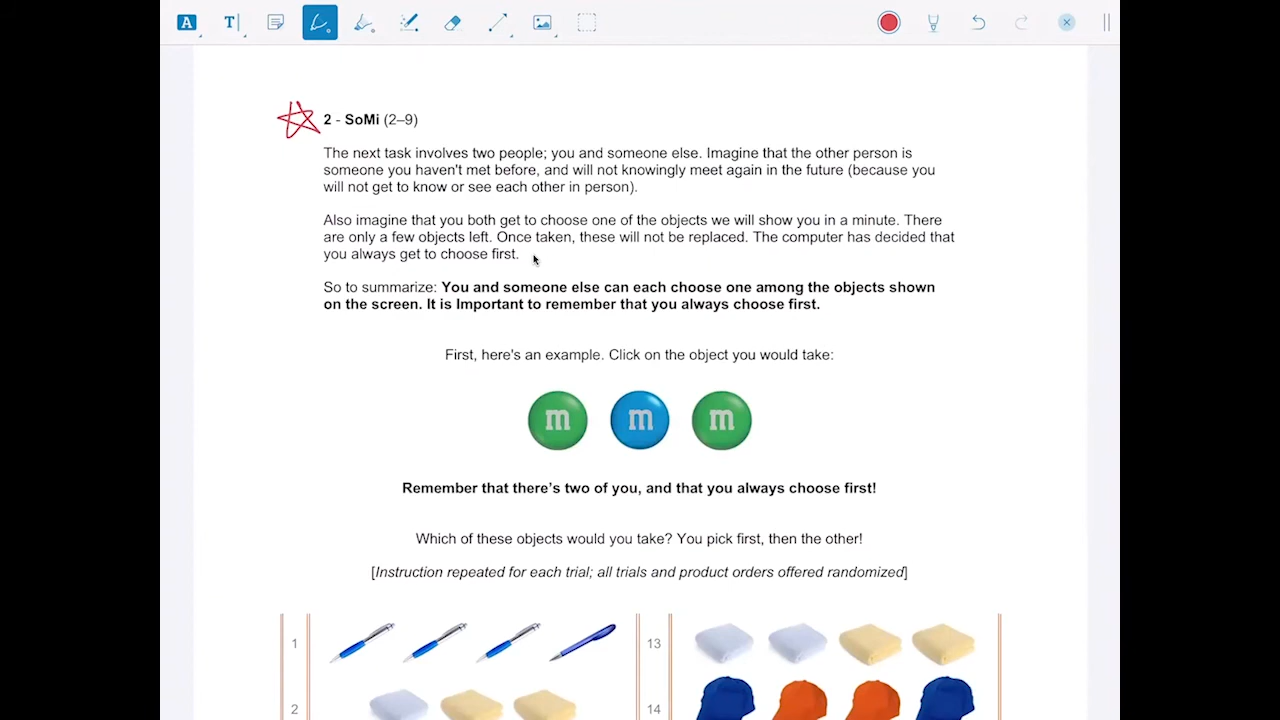 A T
2 - SoMi (2–9)
The next task involves two people; you and someone else. Imagine that the other person is
someone you haven't met before, and will not knowingly meet again in the future (because you
will not get to know or see each other in person).
Also imagine that you both get to choose one of the objects we will show you in a minute. There
are only a few objects left. Once taken, these will not be replaced. The computer has decided that
you always get to choose first.
So to summarize: You and someone else can each choose one among the objects shown
on the screen. It is Important to remember that you always choose first.
First, here's an example. Click on the object you would take:
m m m
Remember that there's two of you, and that you always choose first!
Which of these objects would you take? You pick first, then the other!
[Instruction repeated for each trial; all trials and product orders offered randomized]
1 13
2 14